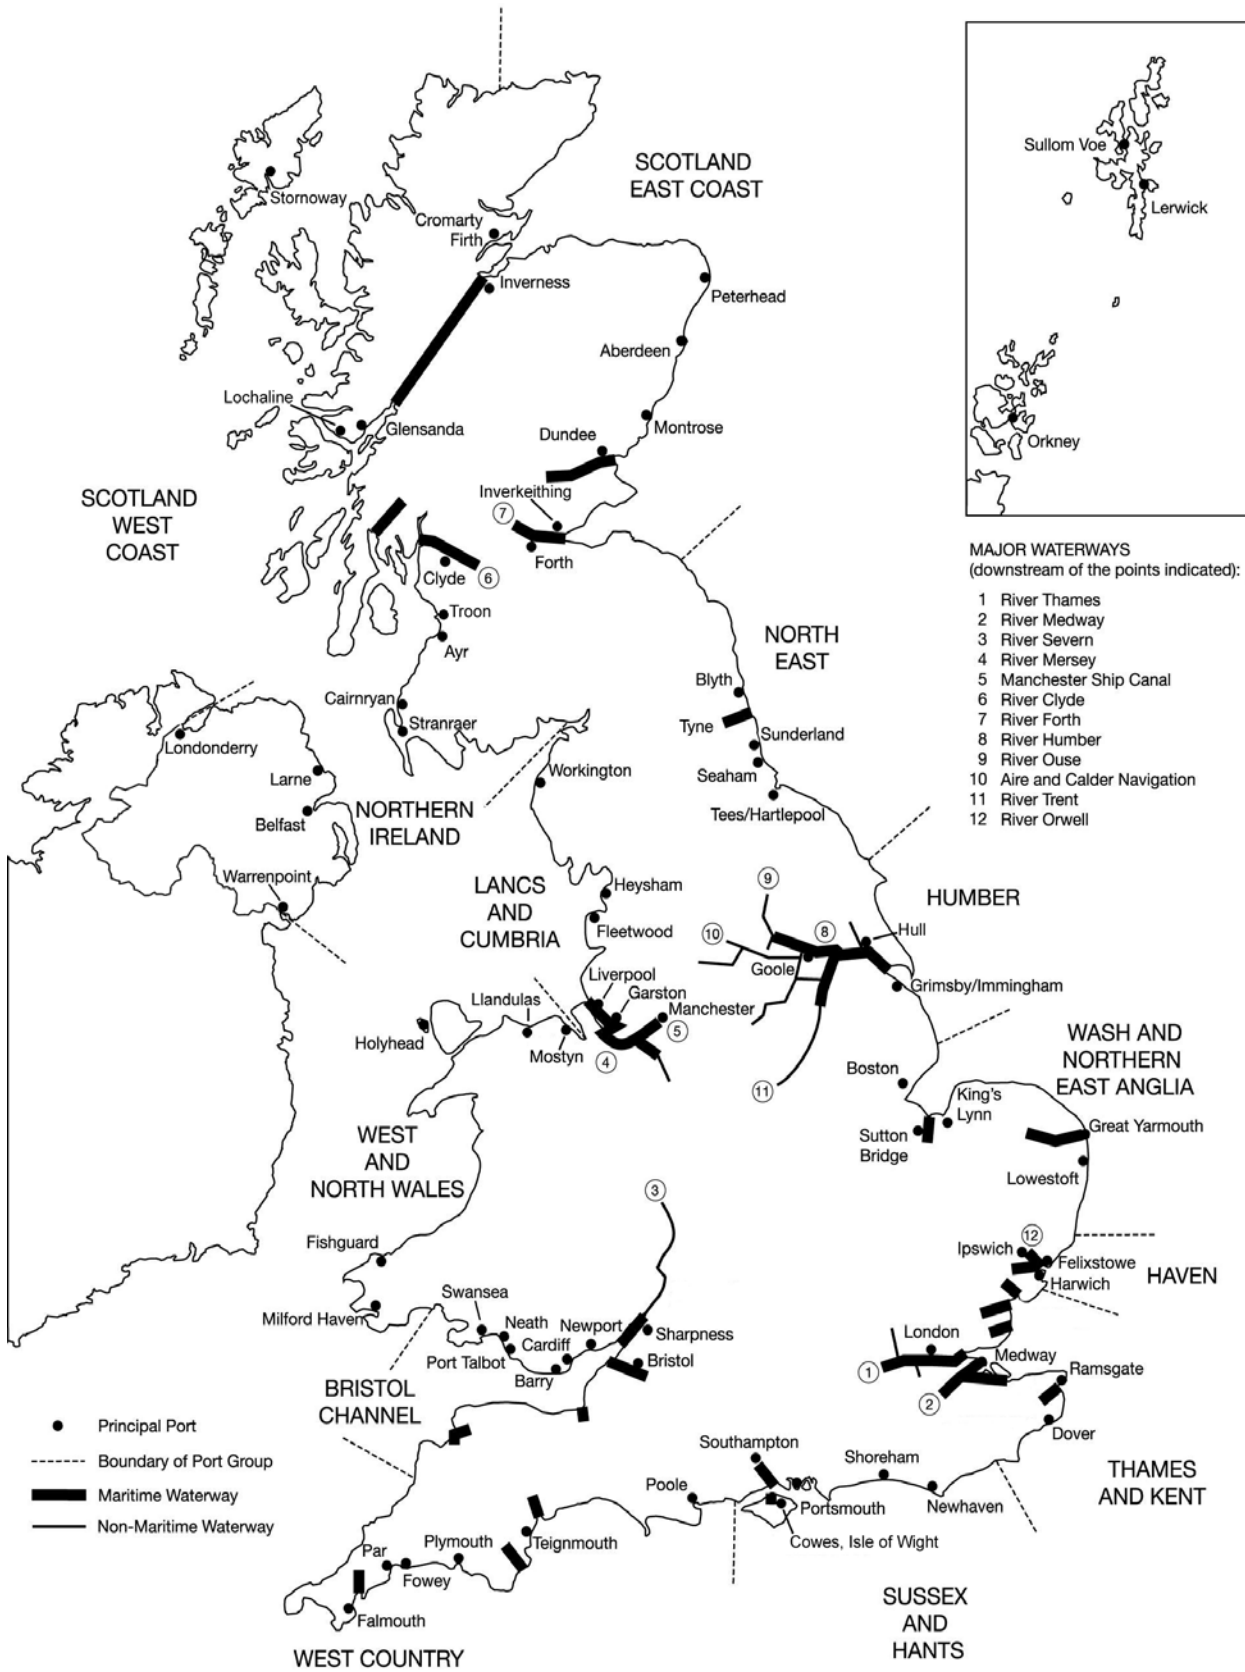 SCOTLAND
EAST COAST
Stornoway
Cromarty
Firth
Inverness
Peterhead
Aberdeen
Lochaline
Glensanda
Montrose
Dundee
Inverkeithing
SCOTLAND
WEST
COAST
7
Forth
Clyde
6
Troon
Ayr
Cairnryan
Stranraer
Sullom Voe
Lerwick
Orkney
MAJOR WATERWAYS
(downstream of the points indicated):
1 River Thames
2 River Medway
3 River Severn
4 River Mersey
5 Manchester Ship Canal
6 River Clyde
7 River Forth
8 River Humber
9 River Ouse
10 Aire and Calder Navigation
11 River Trent
12 River Orwell
NORTH
EAST
Blyth
Tyne
Sunderland
Seaham
Tees/Hartlepool
Londonderry
Larne
Belfast
Warrenpoint
NORTHERN
IRELAND
Workington
LANCS
AND
CUMBRIA
Heysham
Fleetwood
HUMBER
9
8
10
Hull
Goole
Grimsby/Immingham
11
Liverpool
Garston
Manchester
5
4
Llandulas
Mostyn
Holyhead
WEST
AND
NORTH WALES
WASH AND
NORTHERN
EAST ANGLIA
Boston
King's
Lynn
Sutton
Bridge
Great Yarmouth
Lowestoft
3
Fishguard
Milford Haven
Swansea
Neath
Port Talbot
Cardiff
Barry
Newport
Sharpness
Bristol
BRISTOL
CHANNEL
12
Ipswich
Felixstowe
Harwich
HAVEN
London
Medway
1
2
Ramsgate
Dover
THAMES
AND KENT
Southampton
Shoreham
Poole
Portsmouth
Newhaven
Cowes, Isle of Wight
SUSSEX
AND
HANTS
Plymouth
Teignmouth
Par
Fowey
Falmouth
WEST COUNTRY
Principal Port
Boundary of Port Group
Maritime Waterway
Non-Maritime Waterway